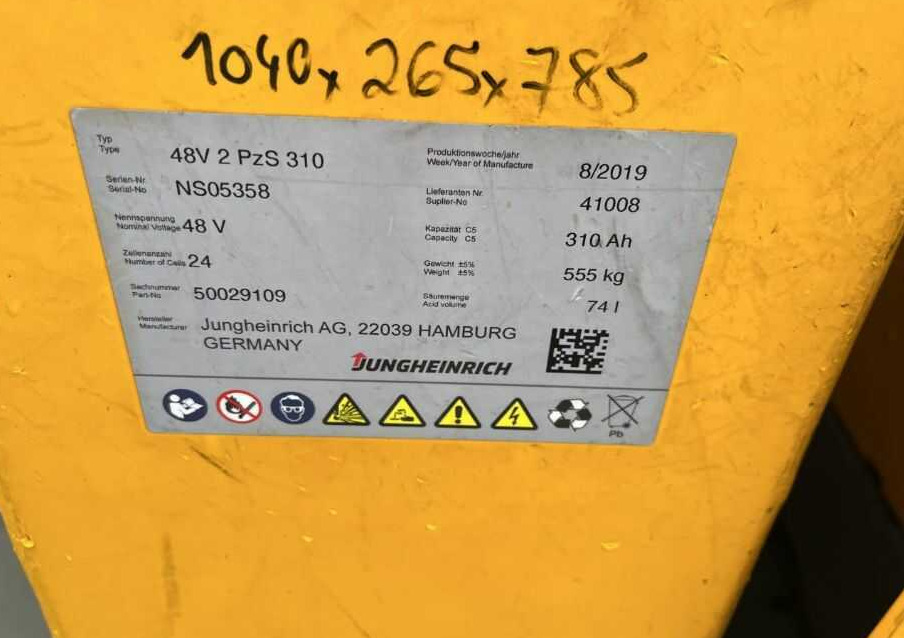 1040 x 265 x 785
Typ
Type
48V 2 PzS 310
Produktionswoche/jahr
Week/Year of Manufacture
8/2019
Serien-Nr.
Serial-No
NS05358
Lieferanten Nr.
Suplier-No
41008
Nennspannung
Nominal Voltage
48 V
Kapazität C5
Capacity C5
310 Ah
Zellenanzahl
Number of Cells
24
Gewicht ±5%
Weight ±5%
555 kg
Sachnummer
Part-No
50029109
Säuremenge
Acid volume
74 l
Hersteller
Manufacturer
Jungheinrich AG, 22039 HAMBURG
GERMANY
JUNGHEINRICH
Pb